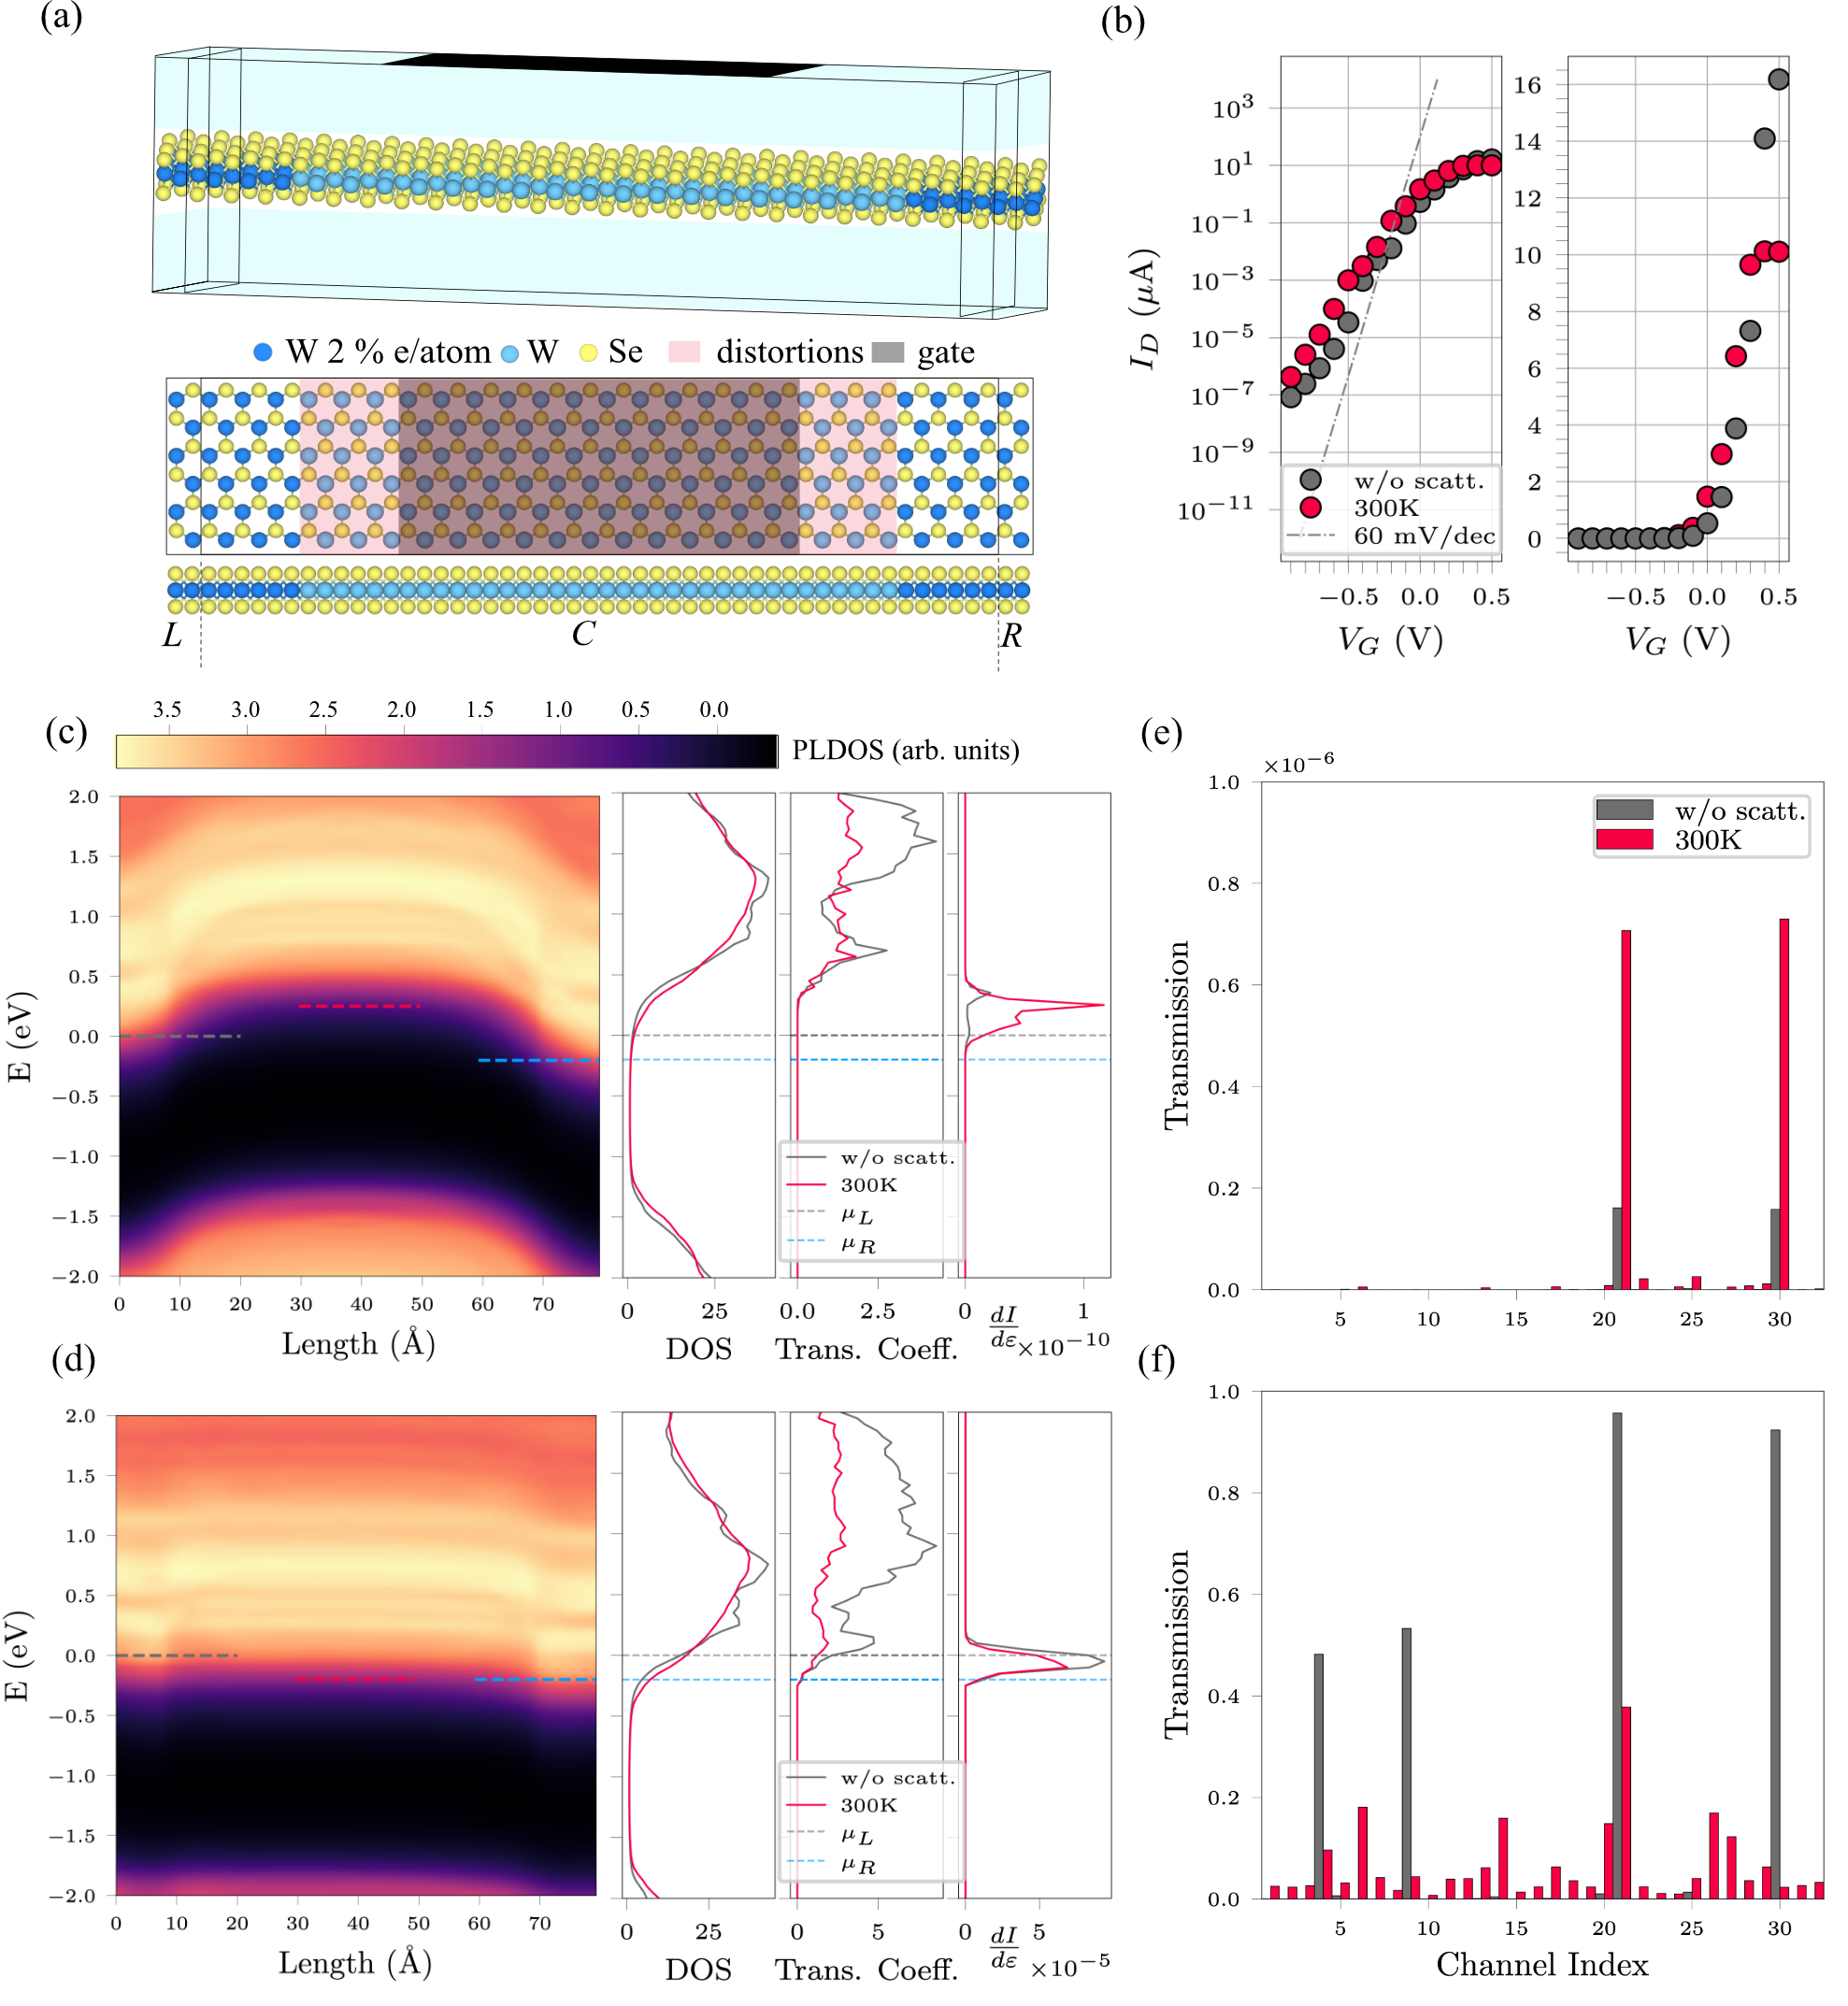 (a)
W 2 % e/atom W Se distortions gate
L C R
(b)
10³
10¹
10⁻¹
10⁻³
10⁻⁵
10⁻⁷
10⁻⁹
10⁻¹¹
I_D (μA)
w/o scatt.
300K
60 mV/dec
−0.5 0.0 0.5
V_G (V)
16
14
12
10
8
6
4
2
0
−0.5 0.0 0.5
V_G (V)
(c)
3.5 3.0 2.5 2.0 1.5 1.0 0.5 0.0
PLDOS (arb. units)
2.0
1.5
1.0
0.5
0.0
−0.5
−1.0
−1.5
−2.0
E (eV)
0 10 20 30 40 50 60 70
Length (Å)
w/o scatt.
300K
μ_L
μ_R
0 25
DOS
0.0 2.5
Trans. Coeff.
0 1
dI/dε ×10⁻¹⁰
(d)
2.0
1.5
1.0
0.5
0.0
−0.5
−1.0
−1.5
−2.0
E (eV)
0 10 20 30 40 50 60 70
Length (Å)
w/o scatt.
300K
μ_L
μ_R
0 25
DOS
0 5
Trans. Coeff.
0 5
dI/dε ×10⁻⁵
(e)
×10⁻⁶
1.0
0.8
0.6
0.4
0.2
0.0
Transmission
w/o scatt.
300K
5 10 15 20 25 30
(f)
1.0
0.8
0.6
0.4
0.2
0.0
Transmission
5 10 15 20 25 30
Channel Index